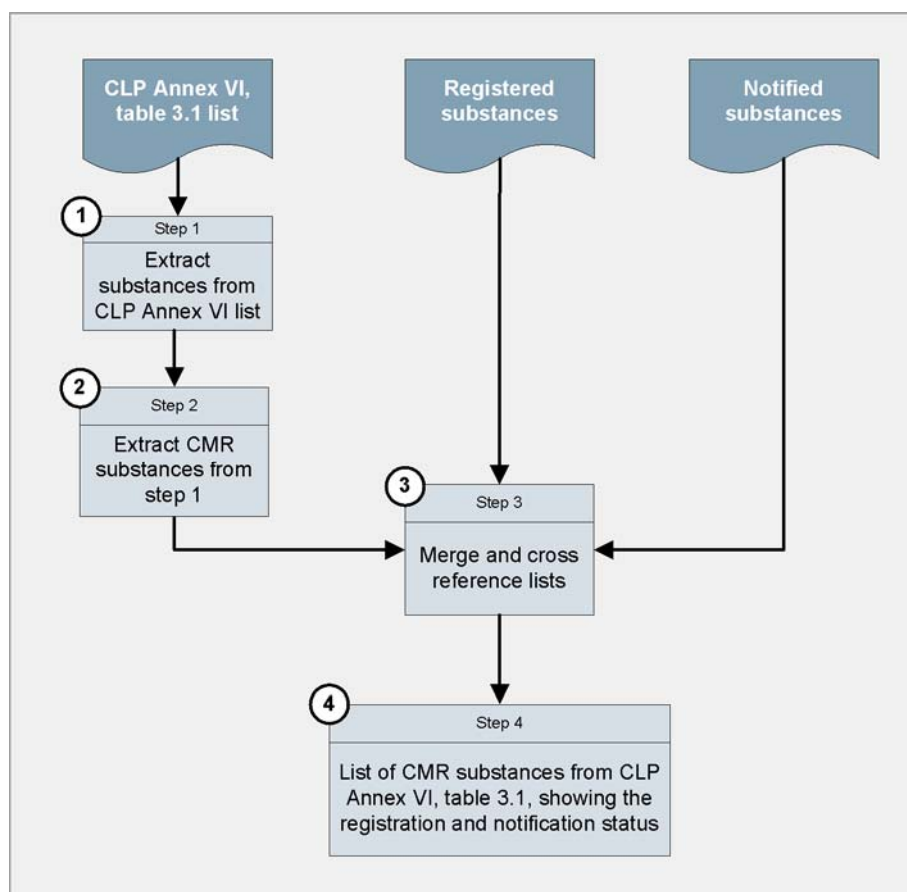 CLP Annex VI,
table 3.1 list
Registered
substances
Notified
substances
1
Step 1
Extract
substances from
CLP Annex VI list
2
Step 2
Extract CMR
substances from
step 1
3
Step 3
Merge and cross
reference lists
4
Step 4
List of CMR substances from CLP
Annex VI, table 3.1, showing the
registration and notification status